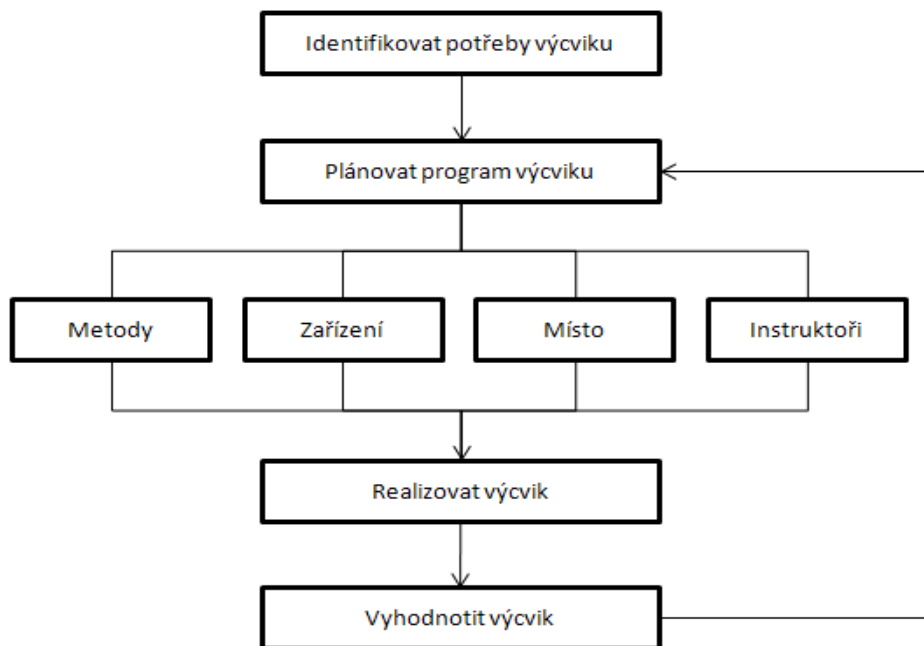 Identifikovat potřeby výcviku
Plánovat program výcviku
Metody
Zařízení
Místo
Instruktoři
Realizovat výcvik
Vyhodnotit výcvik